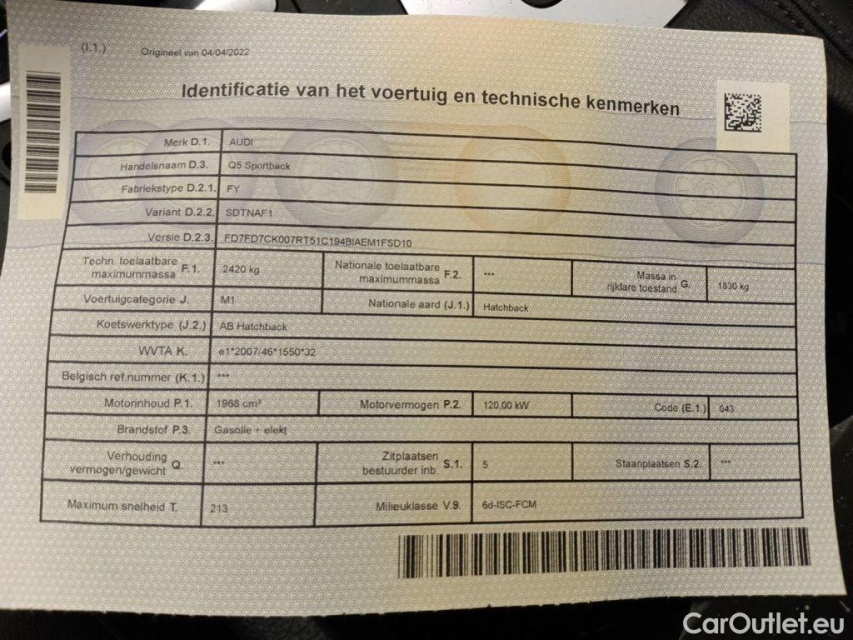 (I.1.)
Origineel van 04/04/2022
Identificatie van het voertuig en technische kenmerken
Merk D.1. AUDI
Handelsnaam D.3. Q5 Sportback
Fabriekstype D.2.1. FY
Variant D.2.2. SDTNAF1
Versie D.2.3. FD7FD7CK007RT51C194BIAEM1FSD10
Techn. toelaatbare maximummassa F.1. 2420 kg Nationale toelaatbare maximummassa F.2. *** Massa in rijklare toestand G. 1830 kg
Voertuigcategorie J. M1 Nationale aard (J.1.) Hatchback
Koetswerktype (J.2.) AB Hatchback
WVTA K. e1*2007/46*1550*32
Belgisch ref.nummer (K.1.) ***
Motorinhoud P.1. 1968 cm³ Motorvermogen P.2. 120,00 kW Code (E.1.) 043
Brandstof P.3. Gasolie + elekt
Verhouding vermogen/gewicht Q. *** Zitplaatsen bestuurder inb. S.1. 5 Staanplaatsen S.2. ***
Maximum snelheid T. 213 Milieuklasse V.9. 6d-ISC-FCM
CarOutlet.eu